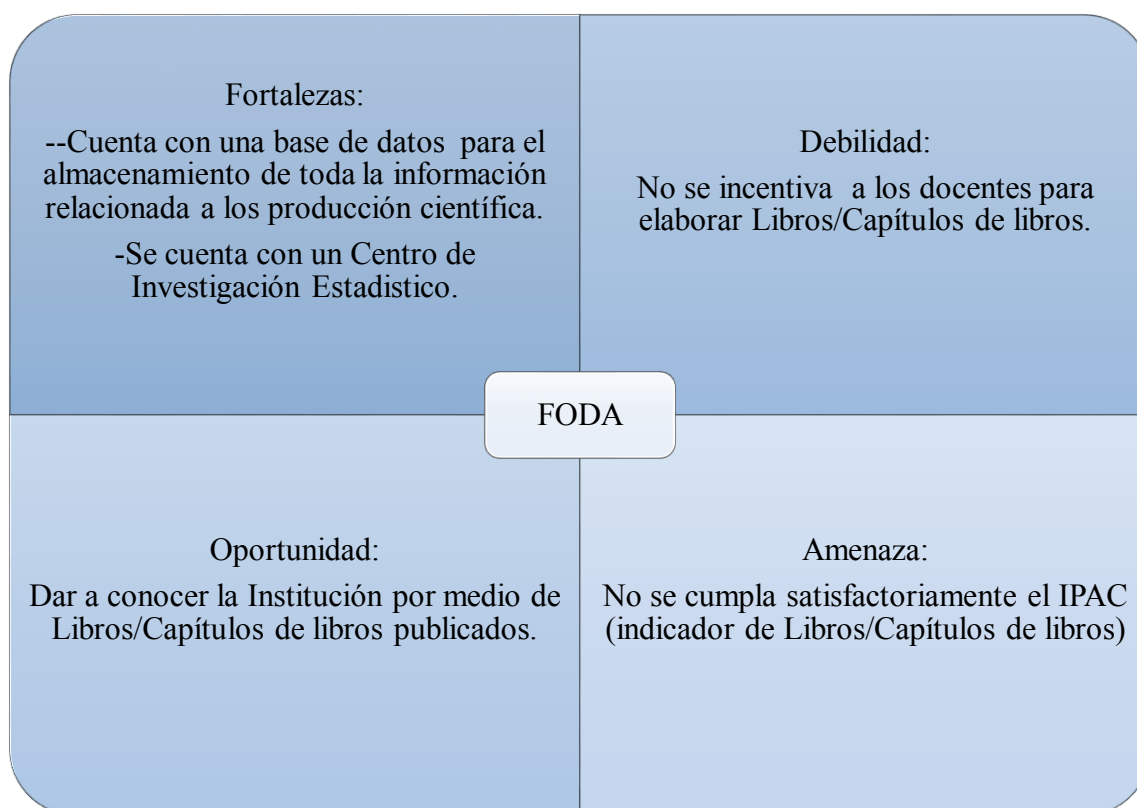 Fortalezas:
--Cuenta con una base de datos para el
almacenamiento de toda la información
relacionada a los producción científica.
-Se cuenta con un Centro de
Investigación Estadistico.
Debilidad:
No se incentiva a los docentes para
elaborar Libros/Capítulos de libros.
FODA
Oportunidad:
Dar a conocer la Institución por medio de
Libros/Capítulos de libros publicados.
Amenaza:
No se cumpla satisfactoriamente el IPAC
(indicador de Libros/Capítulos de libros)